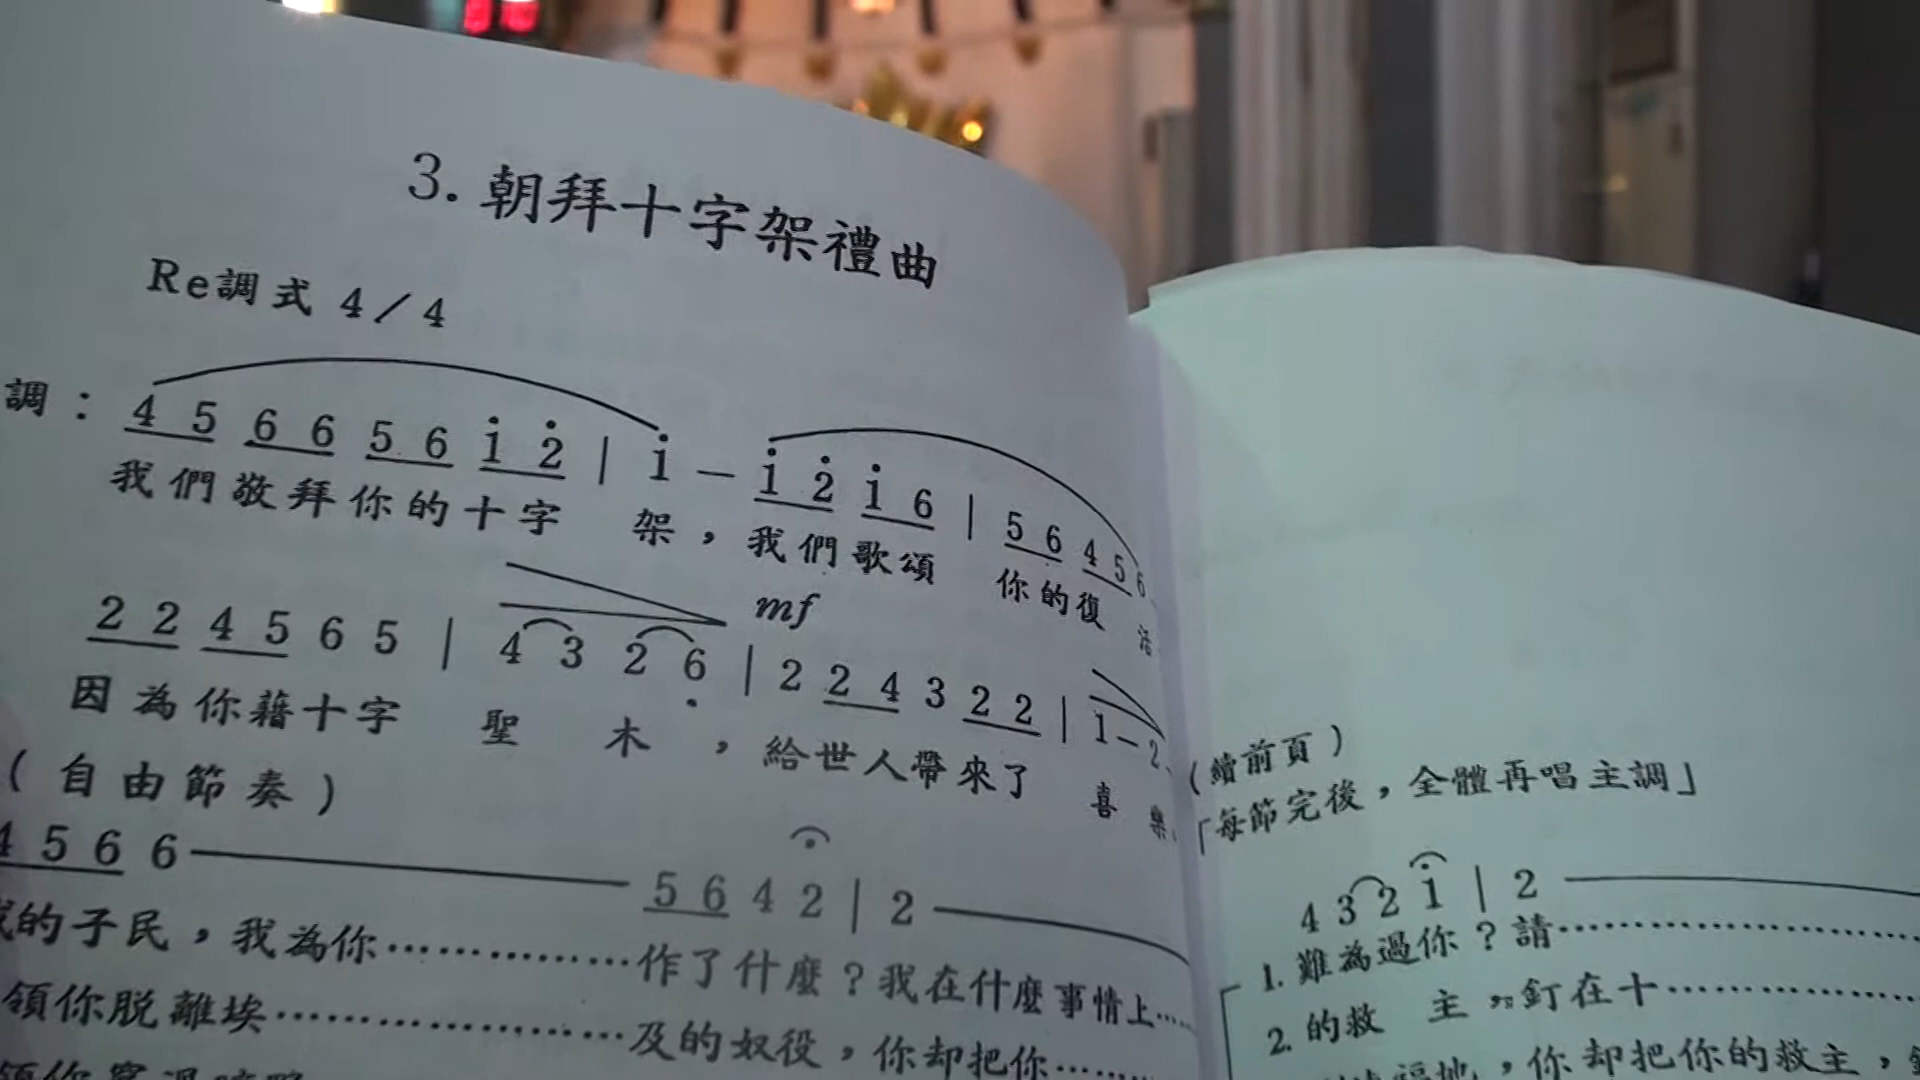 3. 朝拜十字架禮曲
Re調式 4/4
調：4 5 6 6 5 6 i 2 | i — i 2 i 6 | 5 6 4 5 6
我們敬拜你的十字 架，我們歌頌 你的復 活
mf
2 2 4 5 6 5 | 4 3 2 6 | 2 2 4 3 2 2 | 1 — 2
因為你藉十字 聖 木，給世人帶來了 喜 樂
(自由節奏)
4 5 6 6 —— 5 6 4 2 | 2 ——
我的子民，我為你…………作了什麼？我在什麼事情上……
領你脫離埃…………及的奴役，你卻把你……
(續前頁)
「每節完後，全體再唱主調」
4 3 2 i | 2 ——
1. 難為過你？請…………
2. 的救 主，釘在十…………
福地，你卻把你的救主，